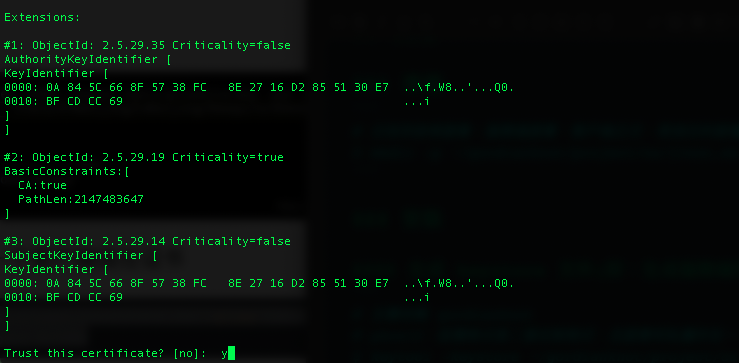 Extensions:
#1: ObjectId: 2.5.29.35 Criticality=false
AuthorityKeyIdentifier [
KeyIdentifier [
0000: 0A 84 5C 66 8F 57 38 FC   8E 27 16 D2 85 51 30 E7  ..\f.W8..'...Q0.
0010: BF CD CC 69                                        ...i
]
]
#2: ObjectId: 2.5.29.19 Criticality=true
BasicConstraints:[
  CA:true
  PathLen:2147483647
]
#3: ObjectId: 2.5.29.14 Criticality=false
SubjectKeyIdentifier [
KeyIdentifier [
0000: 0A 84 5C 66 8F 57 38 FC   8E 27 16 D2 85 51 30 E7  ..\f.W8..'...Q0.
0010: BF CD CC 69                                        ...i
]
]
Trust this certificate? [no]:  y